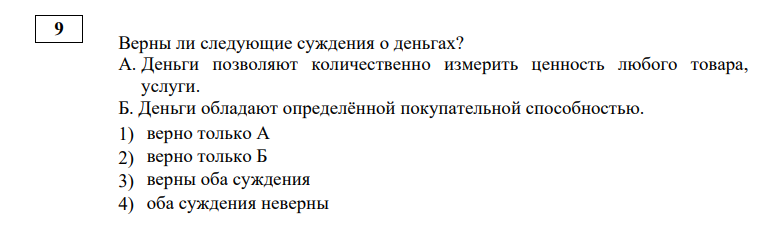 9
Верны ли следующие суждения о деньгах?
А. Деньги позволяют количественно измерить ценность любого товара,
услуги.
Б. Деньги обладают определённой покупательной способностью.
1) верно только А
2) верно только Б
3) верны оба суждения
4) оба суждения неверны